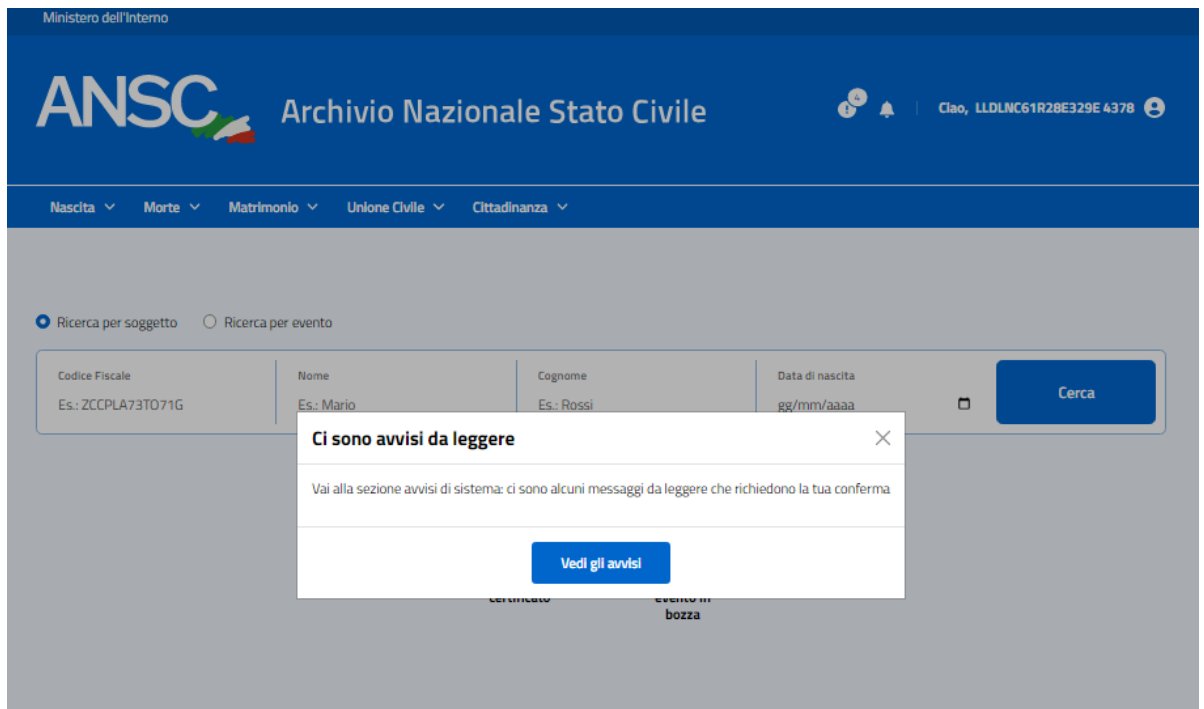 Ministero dell'Interno
ANSC
Archivio Nazionale Stato Civile
4
Ciao, LLDLNC61R28E329E 4378
Nascita
Morte
Matrimonio
Unione Civile
Cittadinanza
Ricerca per soggetto
Ricerca per evento
Codice Fiscale
Nome
Cognome
Data di nascita
Es.: ZCCPLA73TO71G
Es.: Mario
Es.: Rossi
gg/mm/aaaa
Cerca
Ci sono avvisi da leggere
Vai alla sezione avvisi di sistema: ci sono alcuni messaggi da leggere che richiedono la tua conferma
Vedi gli avvisi
certificato
evento in
bozza